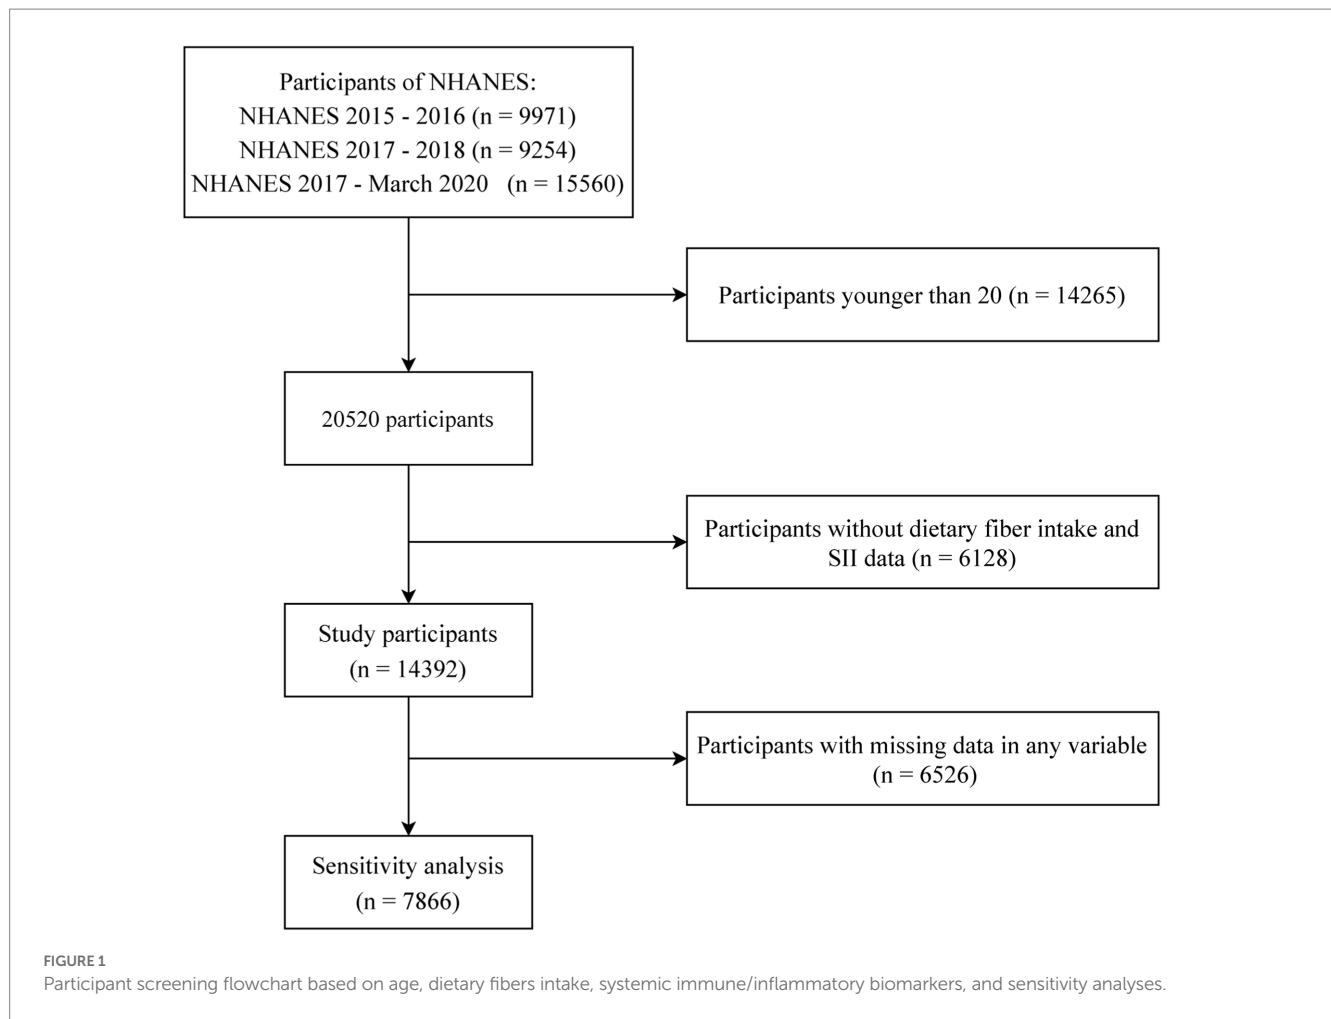 Participants of NHANES:
NHANES 2015 - 2016 (n = 9971)
NHANES 2017 - 2018 (n = 9254)
NHANES 2017 - March 2020 (n = 15560)
Participants younger than 20 (n = 14265)
20520 participants
Participants without dietary fiber intake and
SII data (n = 6128)
Study participants
(n = 14392)
Participants with missing data in any variable
(n = 6526)
Sensitivity analysis
(n = 7866)
FIGURE 1
Participant screening flowchart based on age, dietary fibers intake, systemic immune/inflammatory biomarkers, and sensitivity analyses.